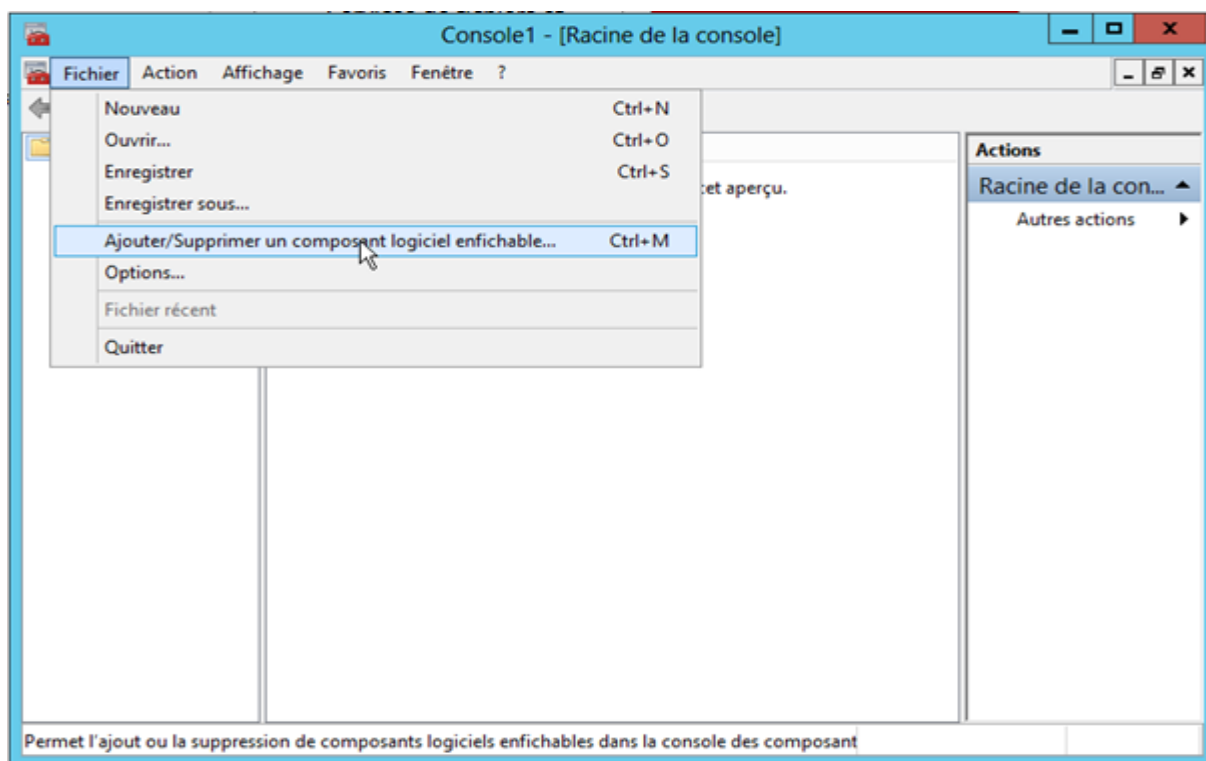 Console1 - [Racine de la console]
Fichier Action Affichage Favoris Fenêtre ?
Nouveau Ctrl+N
Ouvrir... Ctrl+O
Enregistrer Ctrl+S
Enregistrer sous...
Ajouter/Supprimer un composant logiciel enfichable... Ctrl+M
Options...
Fichier récent
Quitter
cet aperçu.
Actions
Racine de la con...
Autres actions
Permet l'ajout ou la suppression de composants logiciels enfichables dans la console des composant